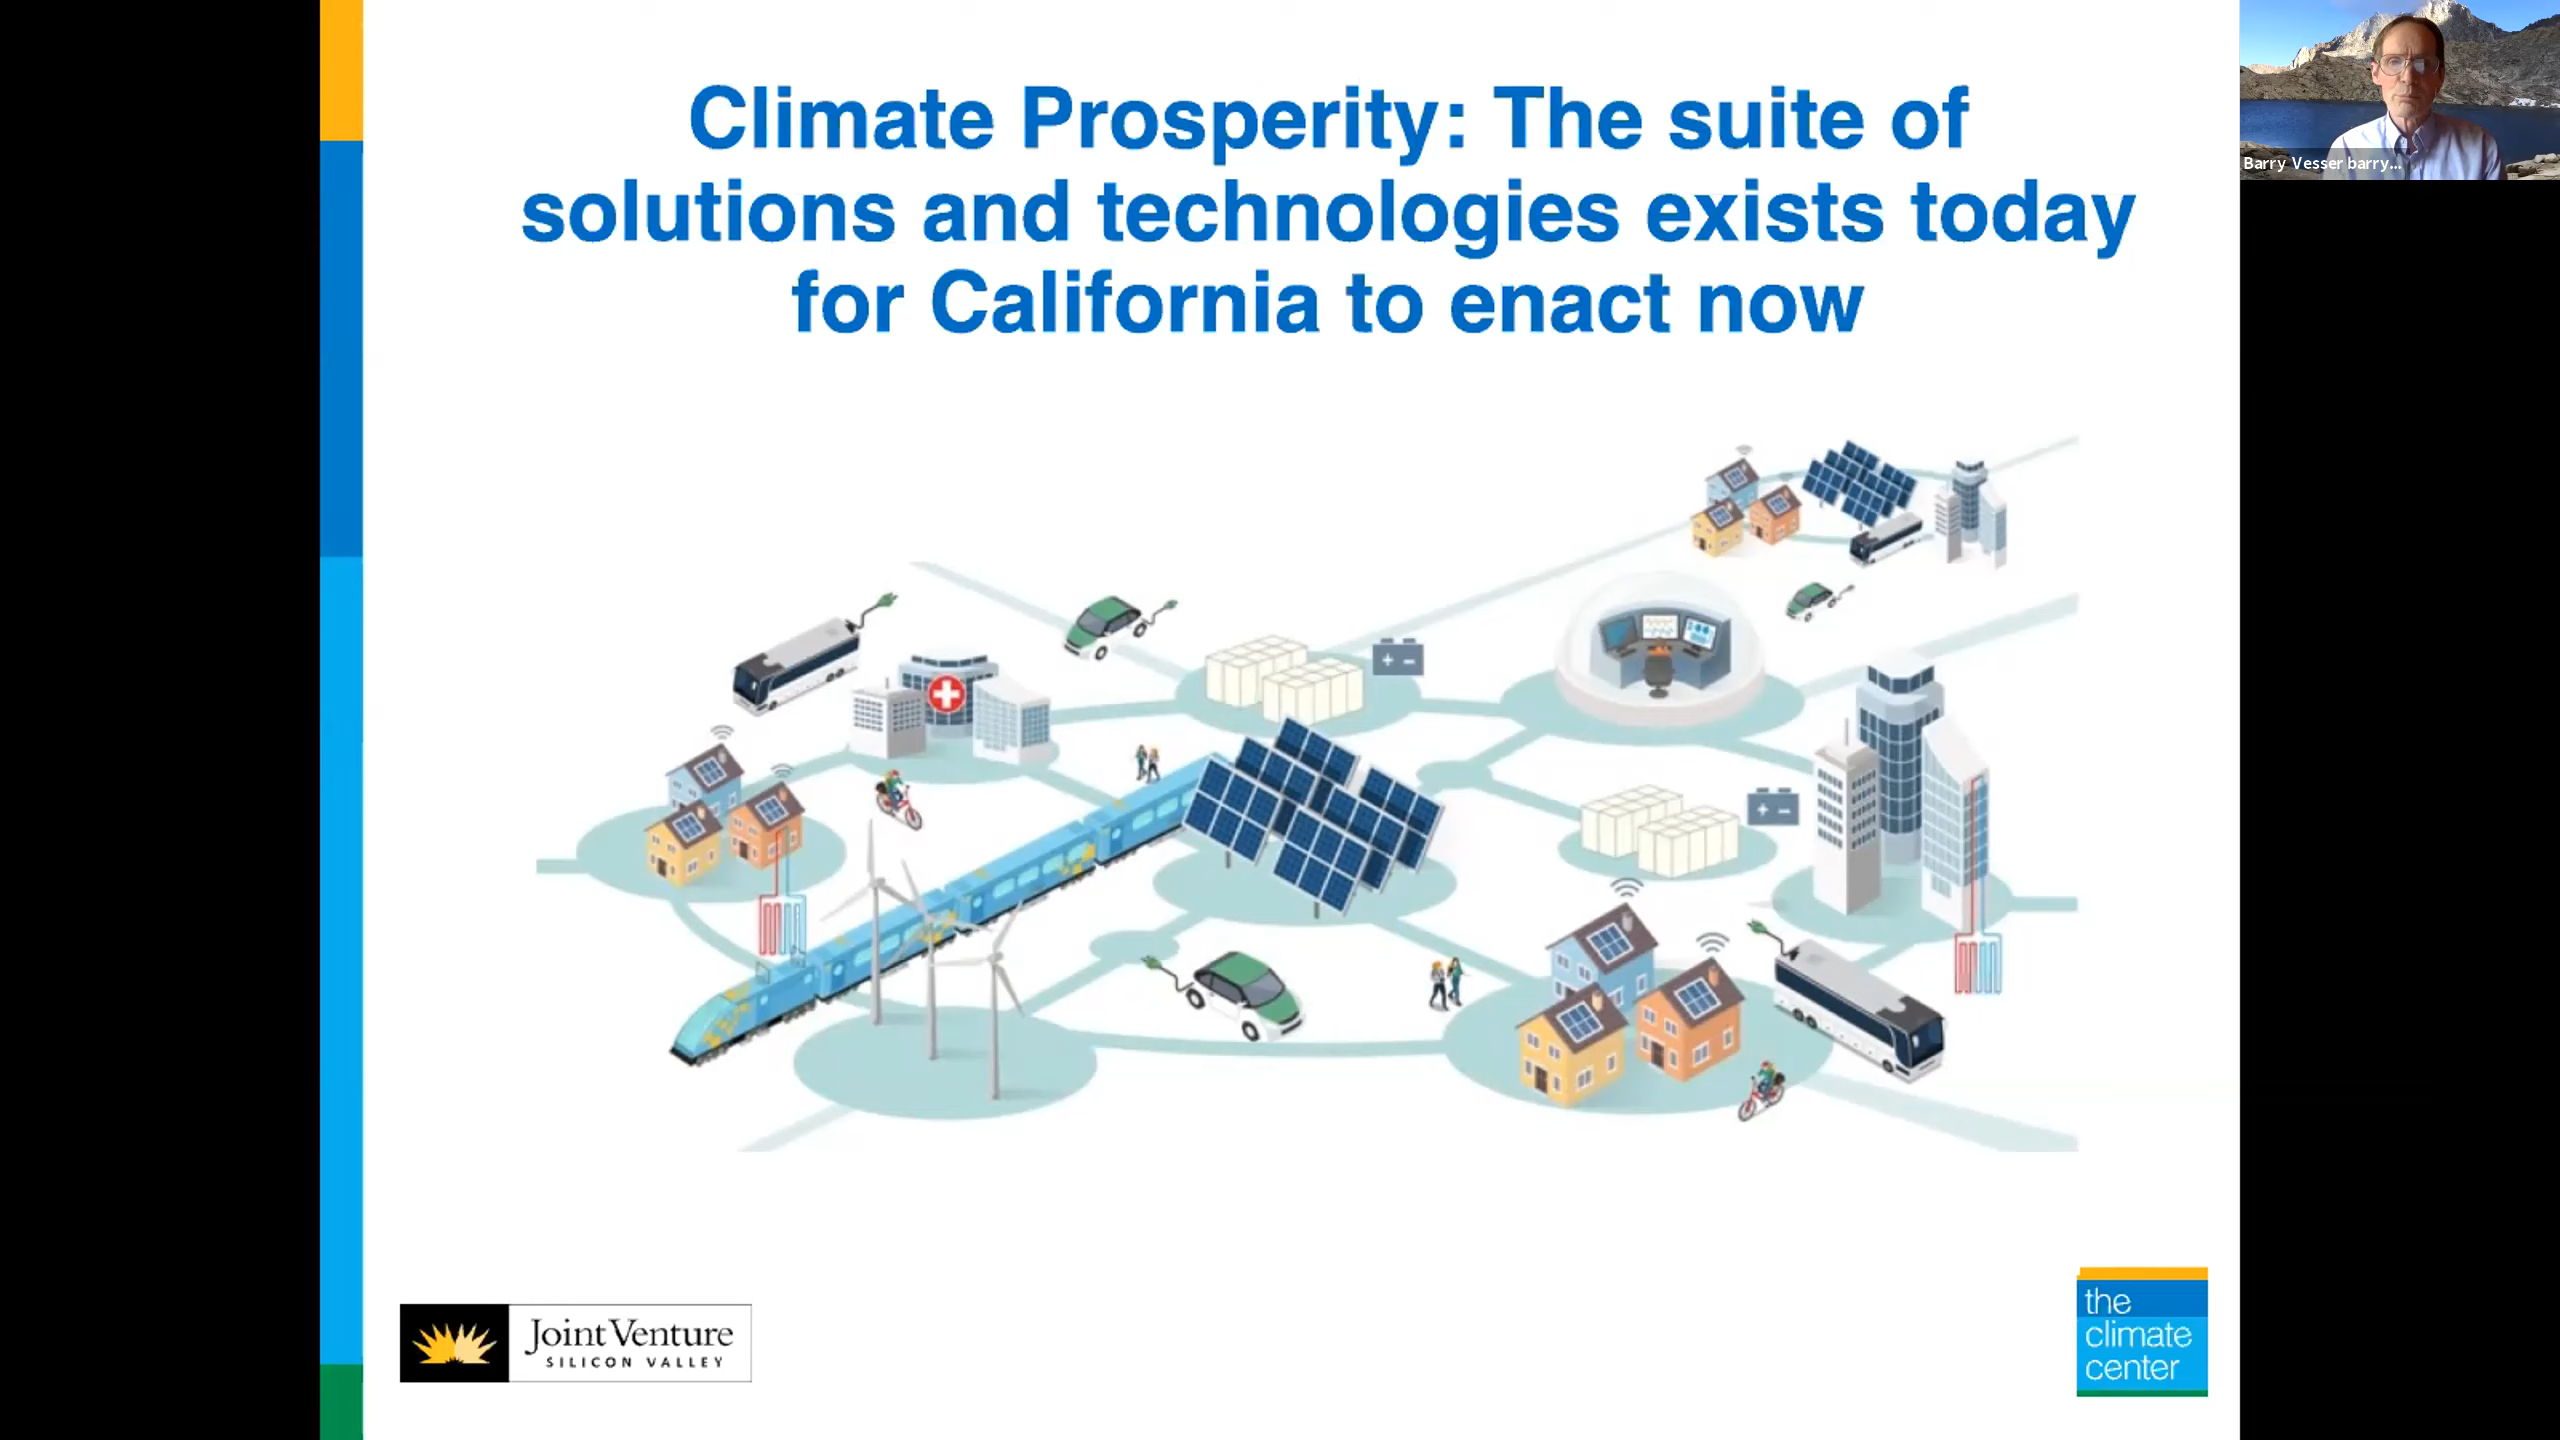 Climate Prosperity: The suite of
solutions and technologies exists today
for California to enact now
Barry Vesser barry...
Joint Venture
SILICON VALLEY
the
climate
center